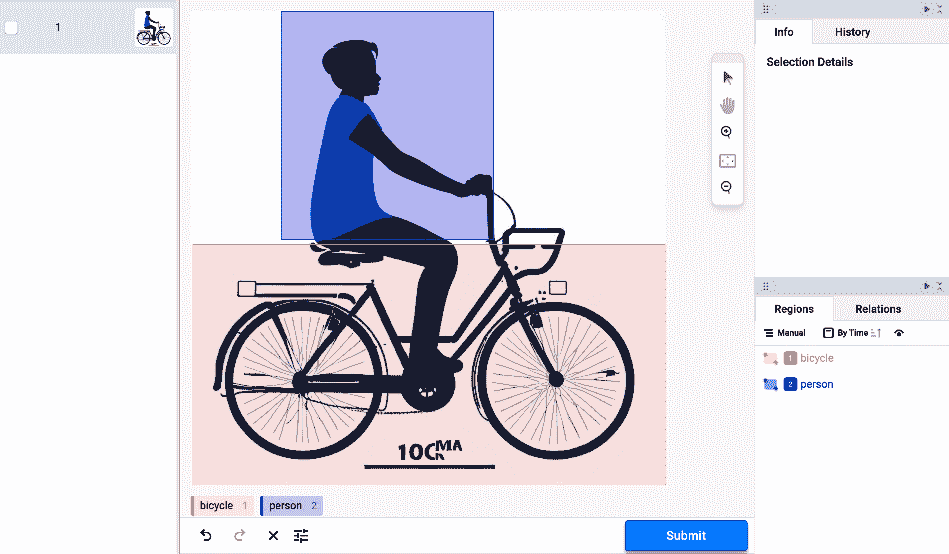 1
Info History
Selection Details
Regions Relations
Manual By Time
1 bicycle
2 person
10C
bicycle 1 person 2
Submit